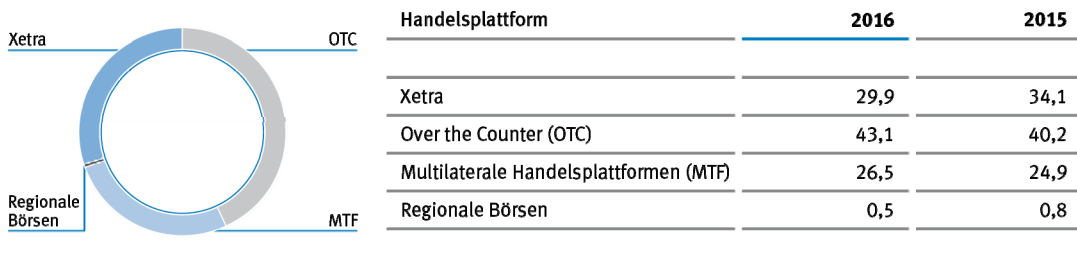 Xetra
OTC
Regionale
Börsen
MTF
Handelsplattform 2016 2015
Xetra 29,9 34,1
Over the Counter (OTC) 43,1 40,2
Multilaterale Handelsplattformen (MTF) 26,5 24,9
Regionale Börsen 0,5 0,8